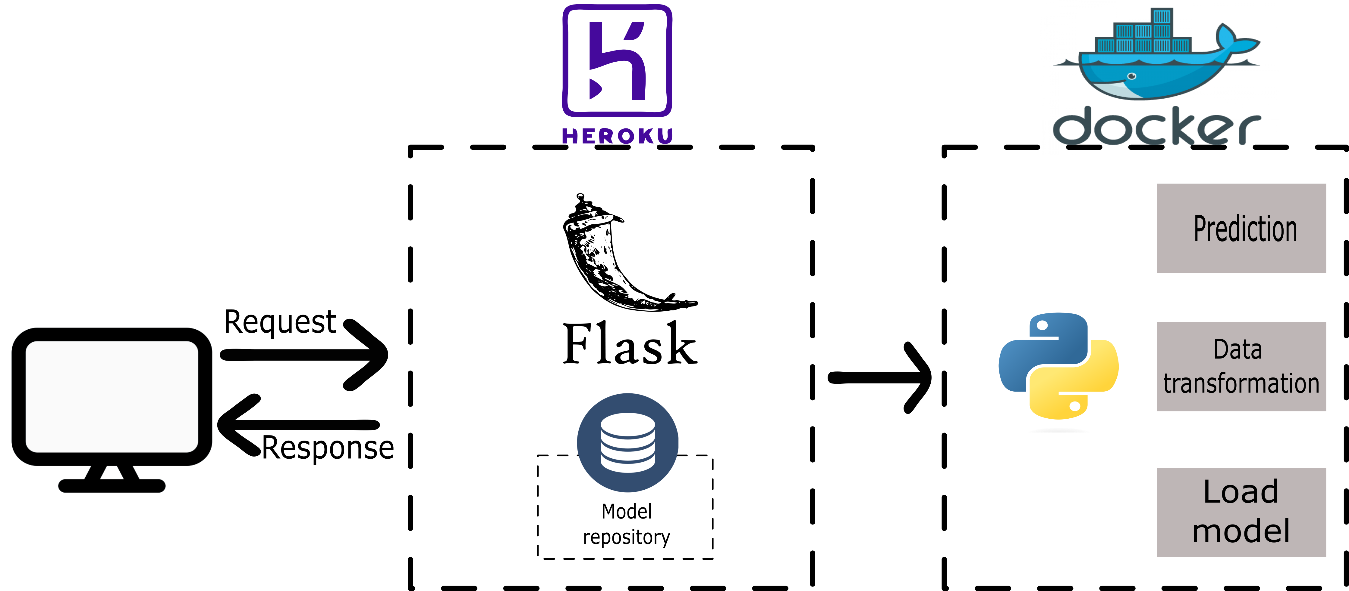 HEROKU
docker
Flask
Prediction
Request
Data
transformation
Response
Model
repository
Load
model